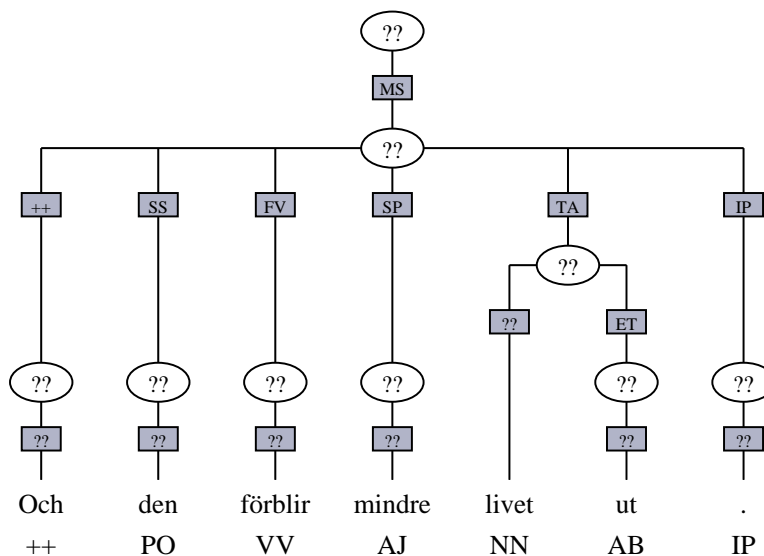 ??
MS
??
++ SS FV SP TA IP
??
?? ET
?? ?? ?? ?? ?? ??
?? ?? ?? ?? ?? ??
Och den förblir mindre livet ut .
++ PO VV AJ NN AB IP